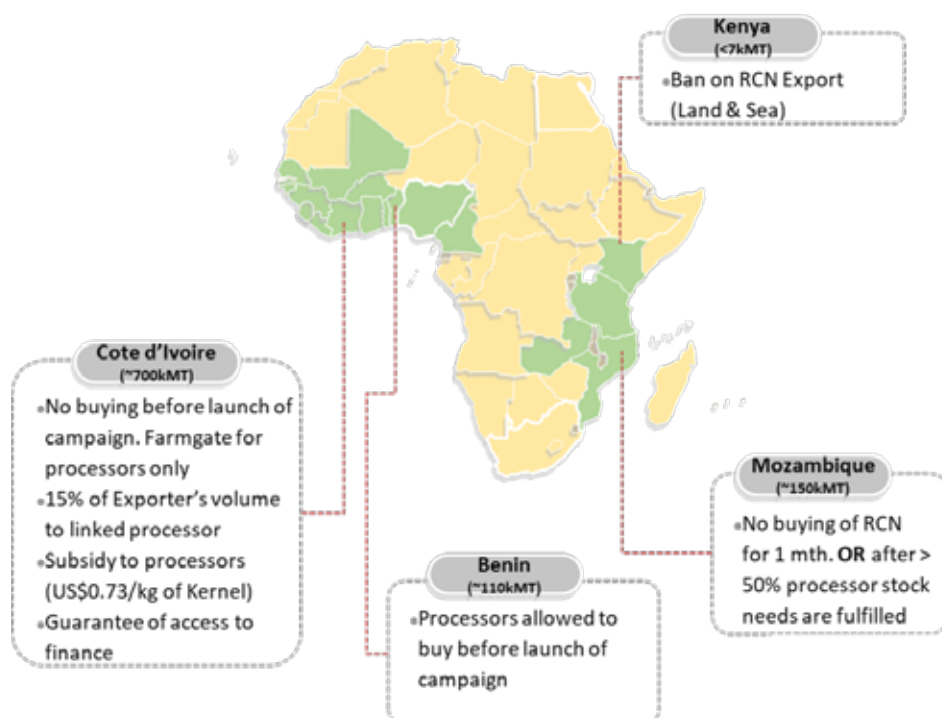 Kenya
(<7kMT)
•Ban on RCN Export
(Land & Sea)
Cote d'Ivoire
(~700kMT)
•No buying before launch of
campaign. Farmgate for
processors only
•15% of Exporter's volume
to linked processor
•Subsidy to processors
(US$0.73/kg of Kernel)
•Guarantee of access to
finance
Benin
(~110kMT)
•Processors allowed to
buy before launch of
campaign
Mozambique
(~150kMT)
•No buying of RCN
for 1 mth. OR after >
50% processor stock
needs are fulfilled